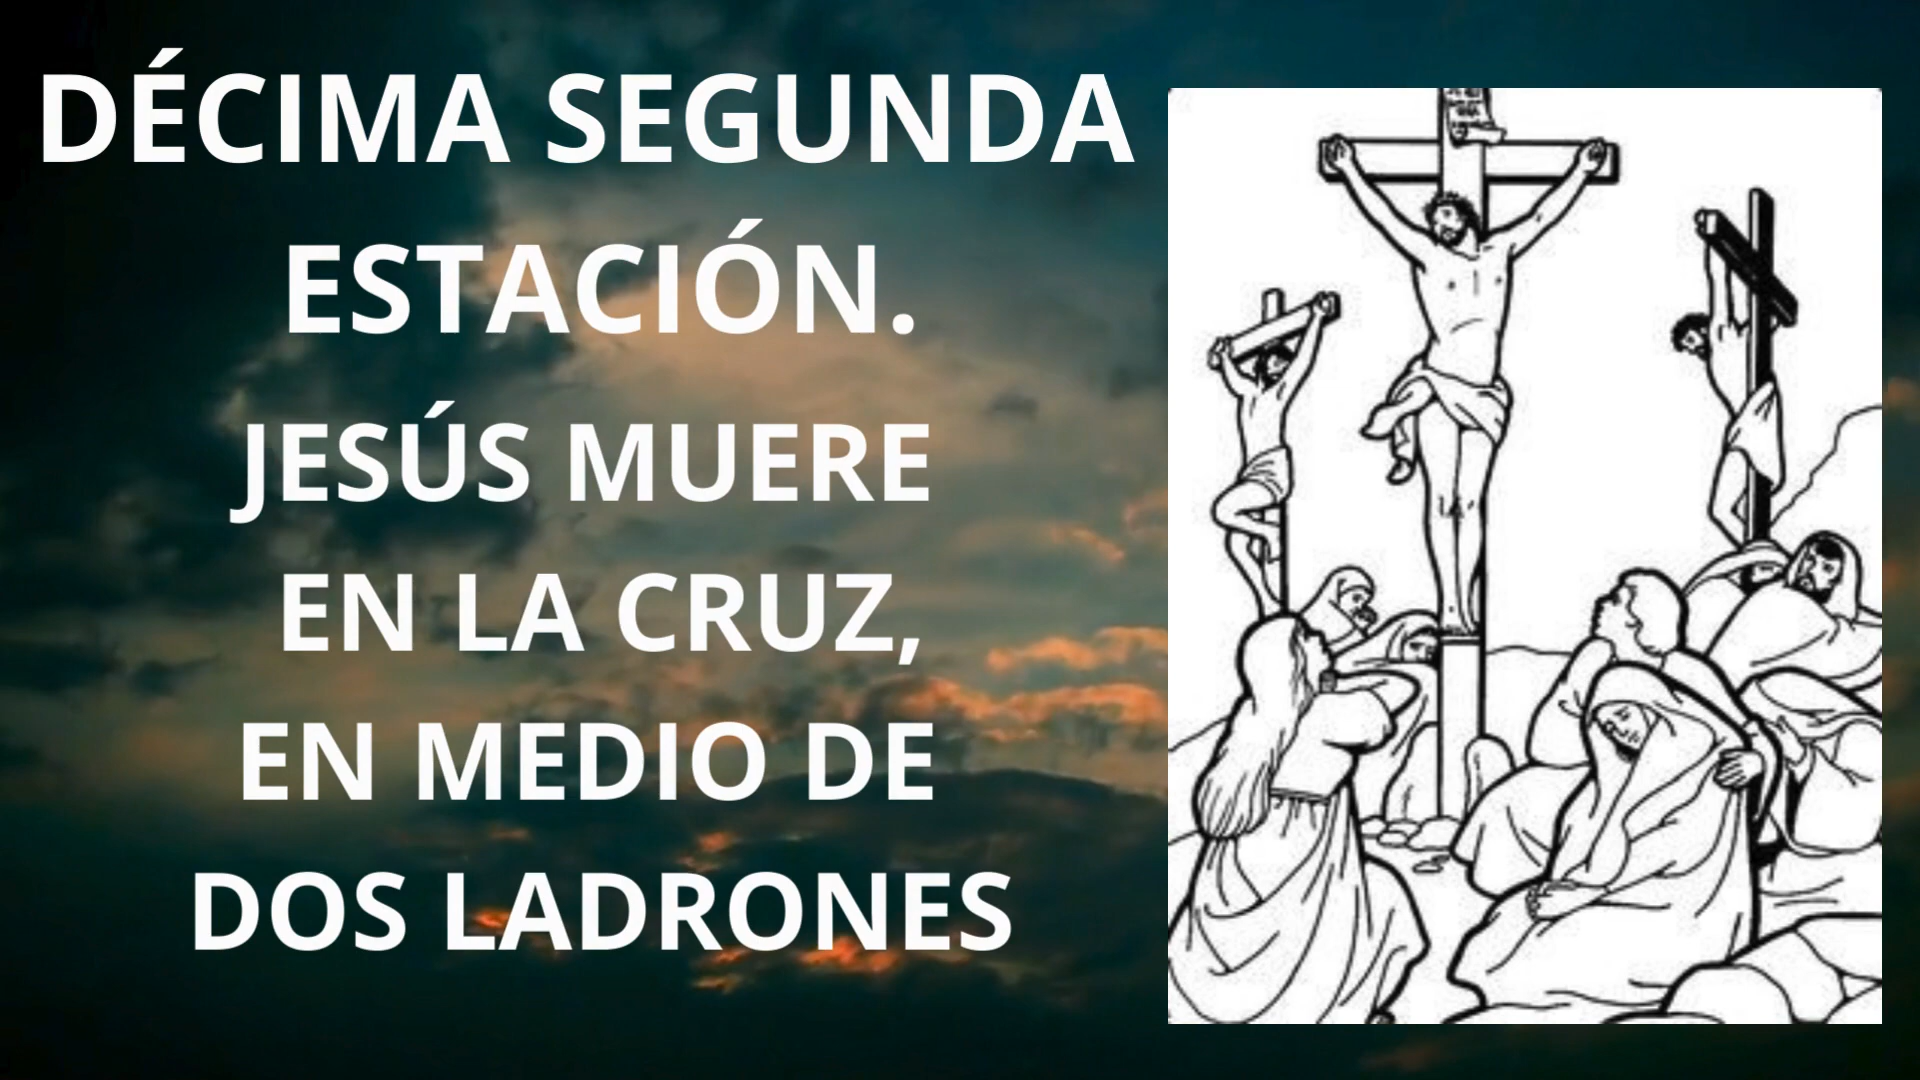 DÉCIMA SEGUNDA
ESTACIÓN.
JESÚS MUERE
EN LA CRUZ,
EN MEDIO DE
DOS LADRONES